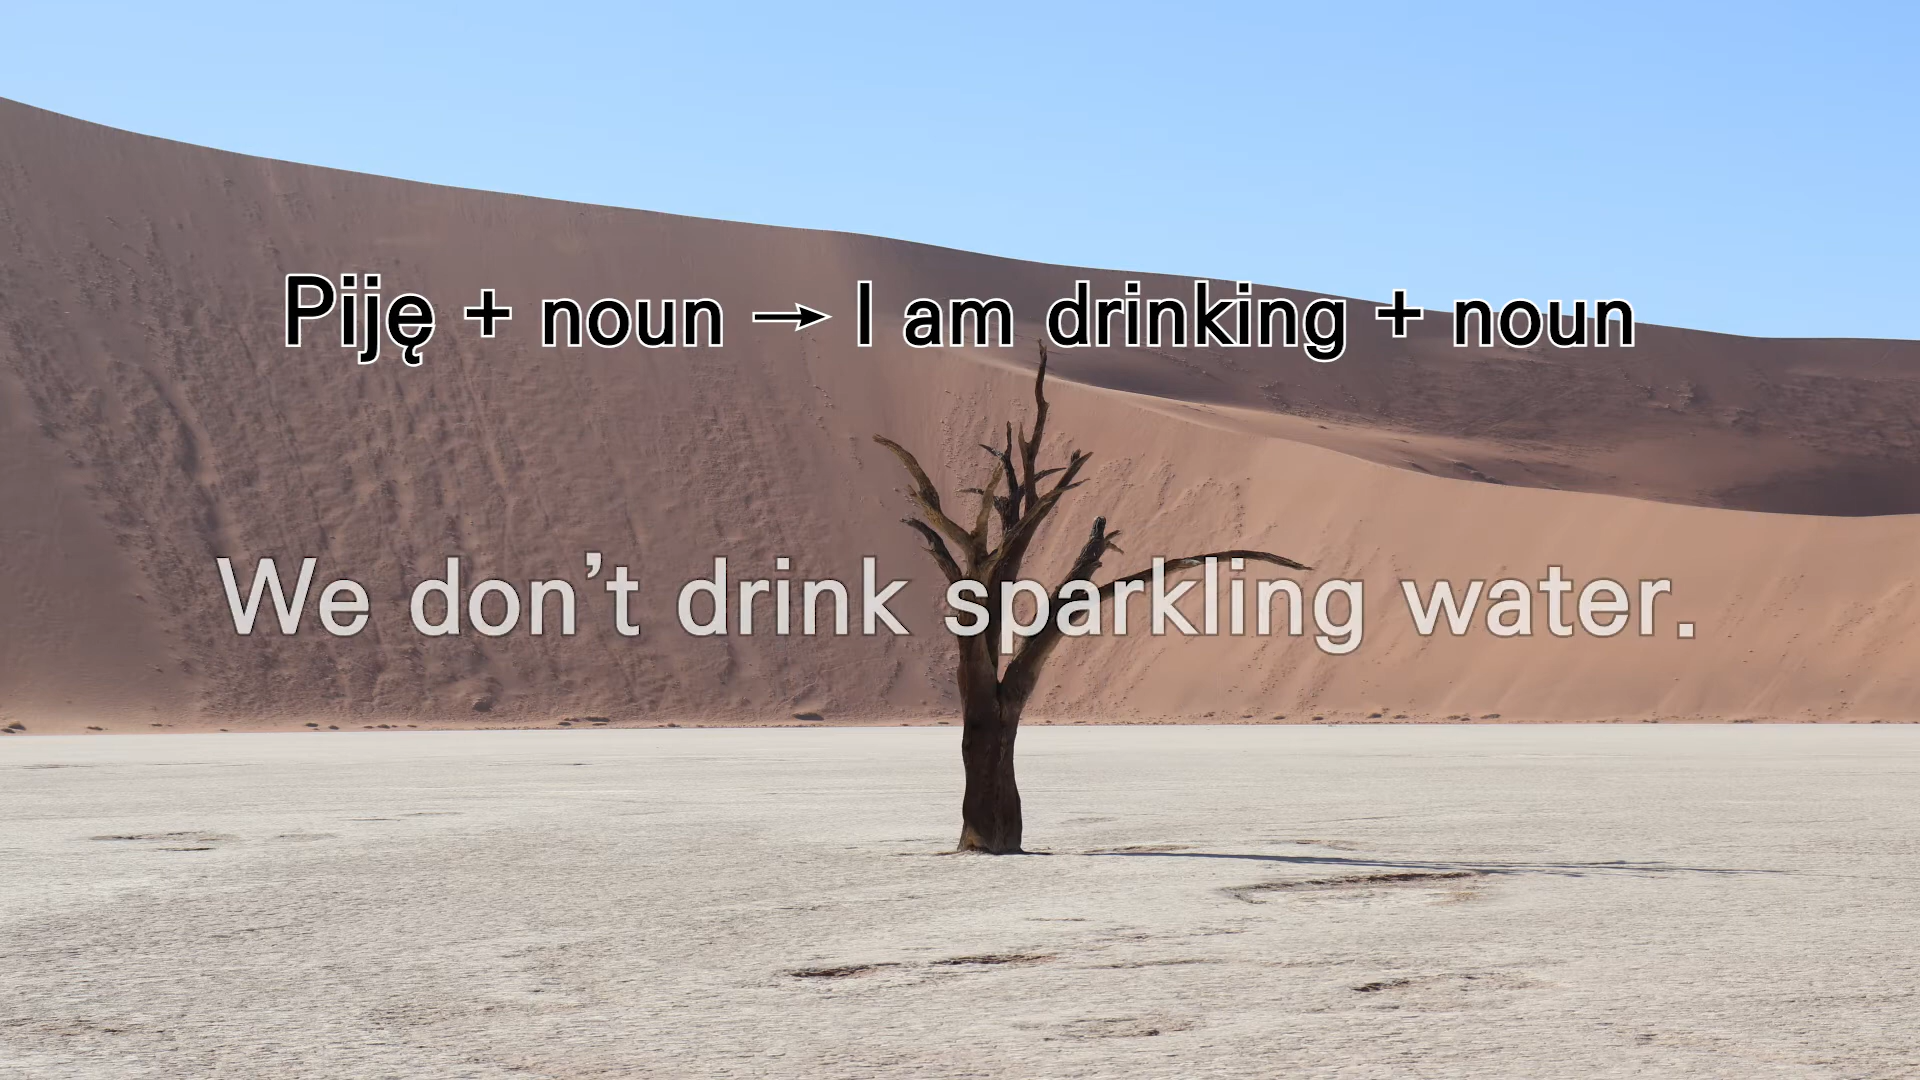 Piję + noun → I am drinking + noun
We don’t drink sparkling water.